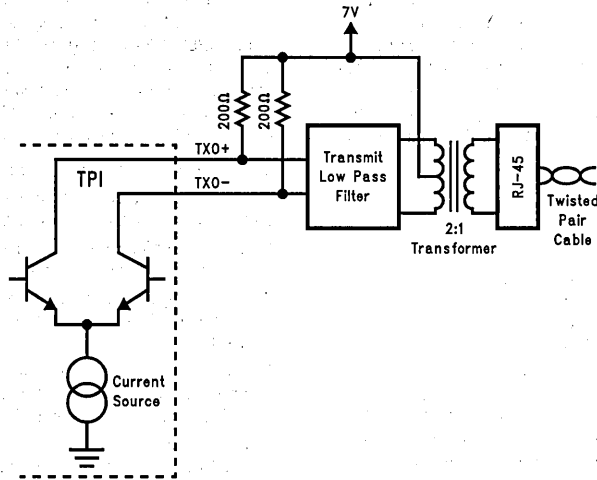 7V
200Ω
200Ω
TXO+
TPI
TXO-
Transmit
Low Pass
Filter
2:1
Transformer
RJ-45
Twisted
Pair
Cable
Current
Source